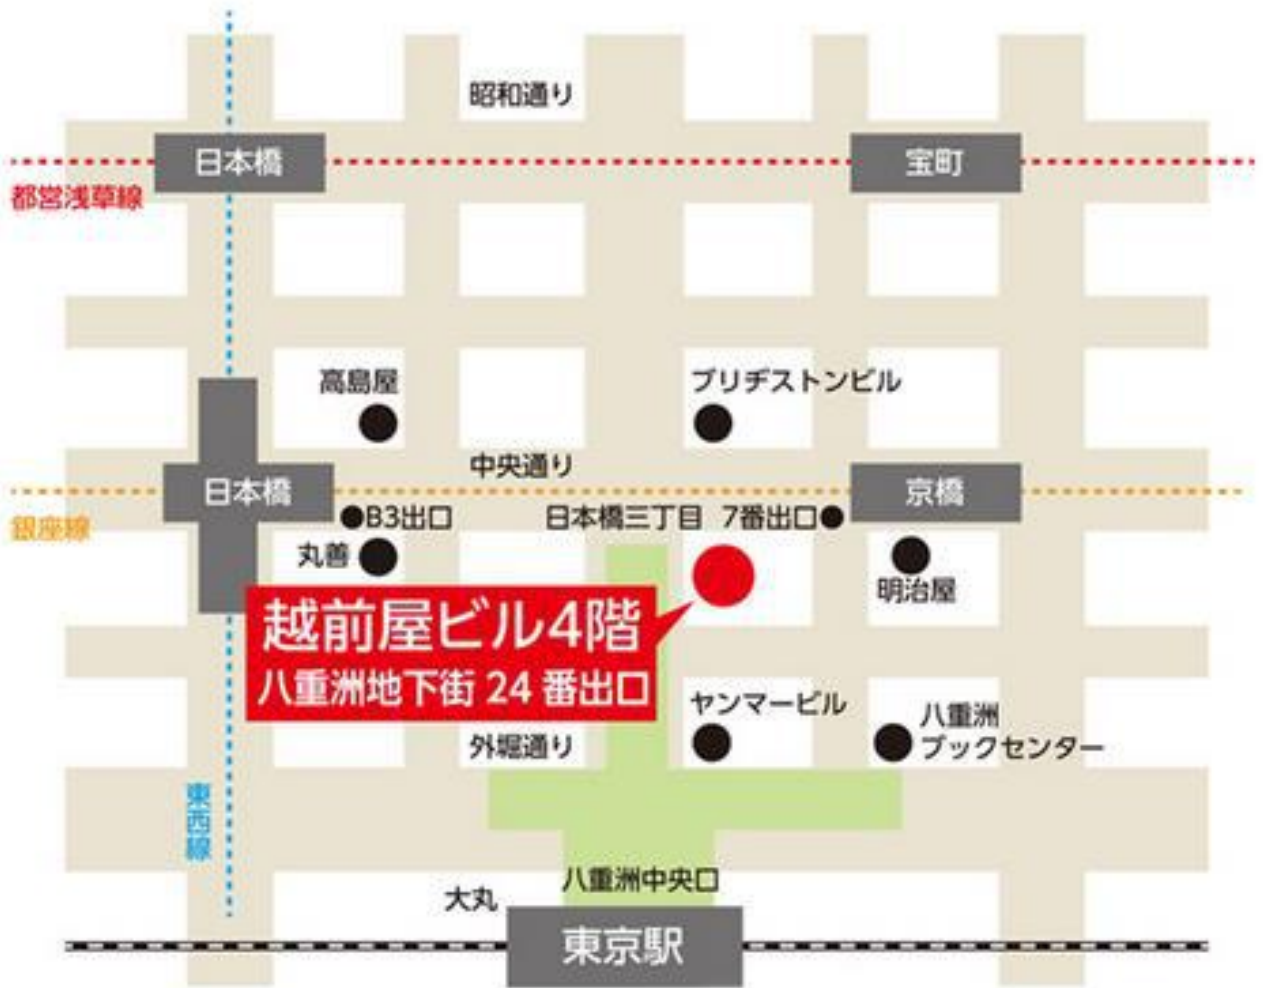 昭和通り
日本橋
宝町
都営浅草線
高島屋
ブリヂストンビル
中央通り
日本橋
京橋
銀座線
●B3出口
日本橋三丁目 7番出口●
丸善
明治屋
越前屋ビル4階
八重洲地下街 24 番出口
ヤンマービル
八重洲
ブックセンター
外堀通り
東西線
八重洲中央口
大丸
東京駅